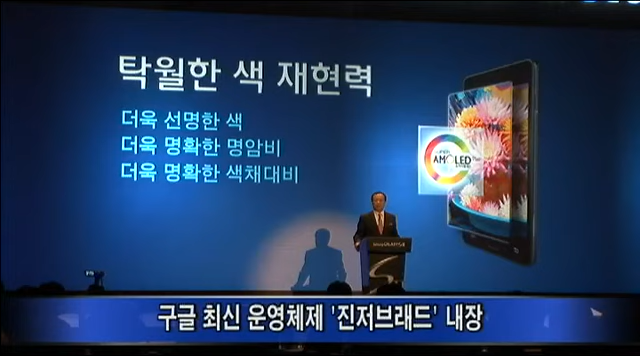 탁월한 색 재현력
더욱 선명한 색
더욱 명확한 명암비
더욱 명확한 색채대비
AMOLED
구글 최신 운영체제 '진저브래드' 내장